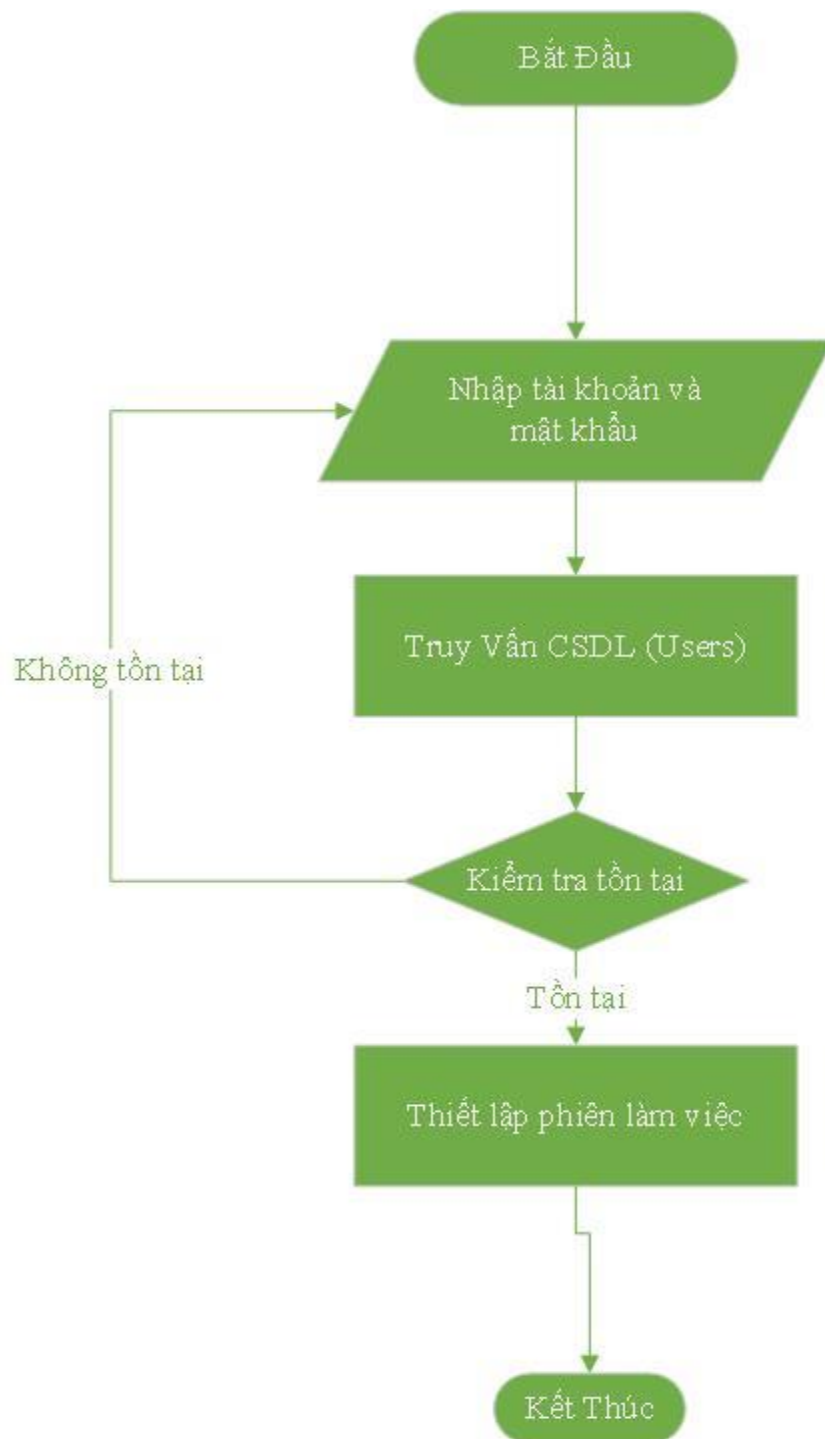 Bắt Đầu
Nhập tài khoản và
mật khẩu
Truy Vấn CSDL (Users)
Không tồn tại
Kiểm tra tồn tại
Tồn tại
Thiết lập phiên làm việc
Kết Thúc